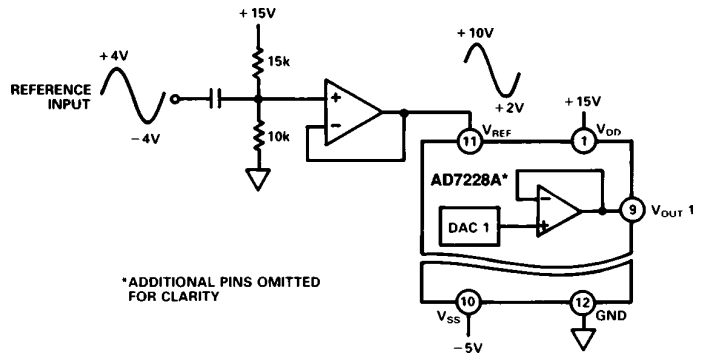 +15V
+4V
15k
+10V
REFERENCE
INPUT
−4V
+
−
10k
+2V
+15V
11
VREF
1
VDD
AD7228A*
DAC 1
−
+
9
VOUT 1
*ADDITIONAL PINS OMITTED
FOR CLARITY
10
VSS
12
GND
−5V